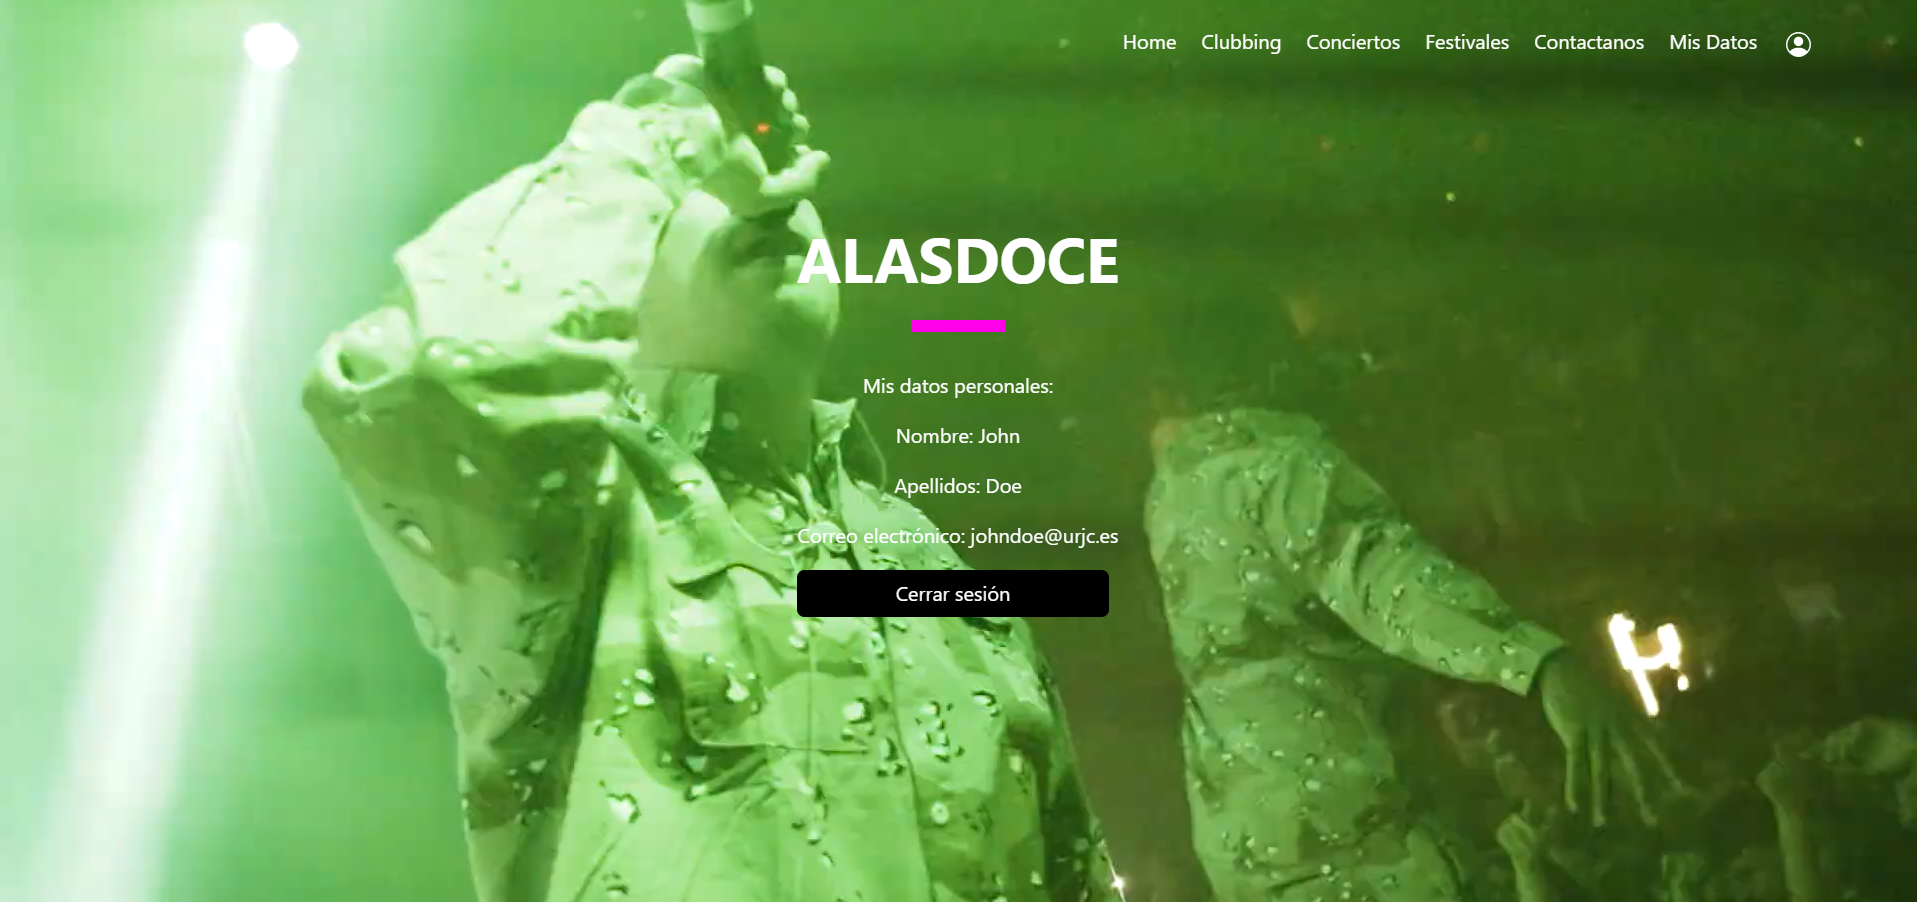 Home Clubbing Conciertos Festivales Contactanos Mis Datos
ALASDOCE
Mis datos personales:
Nombre: John
Apellidos: Doe
Correo electrónico: johndoe@urjc.es
Cerrar sesión